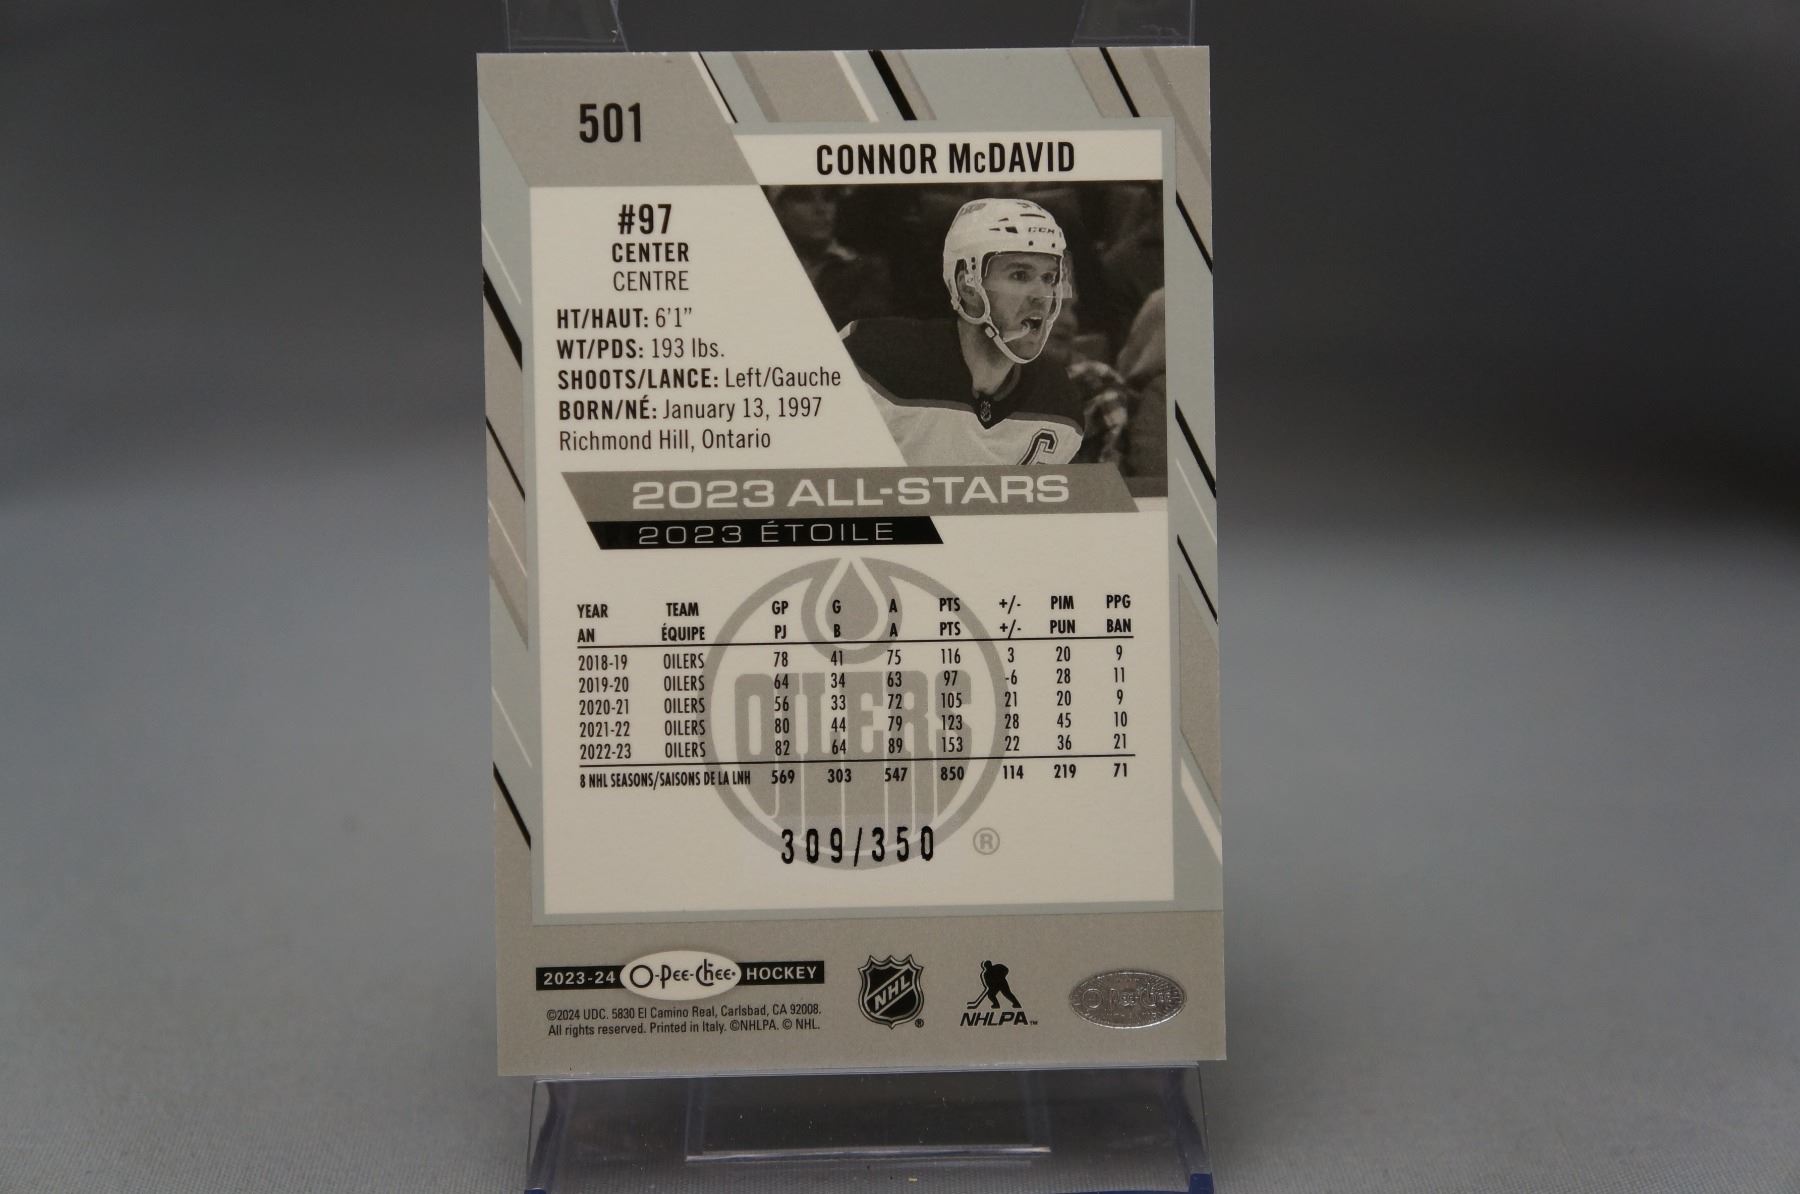 501
CONNOR McDAVID
#97
CENTER
CENTRE
HT/HAUT: 6'1"
WT/PDS: 193 lbs.
SHOOTS/LANCE: Left/Gauche
BORN/NÉ: January 13, 1997
Richmond Hill, Ontario
CCM
C
2023 ALL-STARS
2023 ÉTOILE
YEAR TEAM GP G A PTS +/- PIM PPG
AN ÉQUIPE PJ B A PTS +/- PUN BAN
2018-19 OILERS 78 41 75 116 3 20 9
2019-20 OILERS 64 34 63 97 -6 28 11
2020-21 OILERS 56 33 72 105 21 20 9
2021-22 OILERS 80 44 79 123 28 45 10
2022-23 OILERS 82 64 89 153 22 36 21
8 NHL SEASONS/SAISONS DE LA LNH 569 303 547 850 114 219 71
OILERS
309/350 ®
2023-24 O-Pee-Chee HOCKEY
©2024 UDC. 5830 El Camino Real, Carlsbad, CA 92008.
All rights reserved. Printed in Italy. ©NHLPA. © NHL.
NHL ®
NHLPA™
O-Pee-Chee